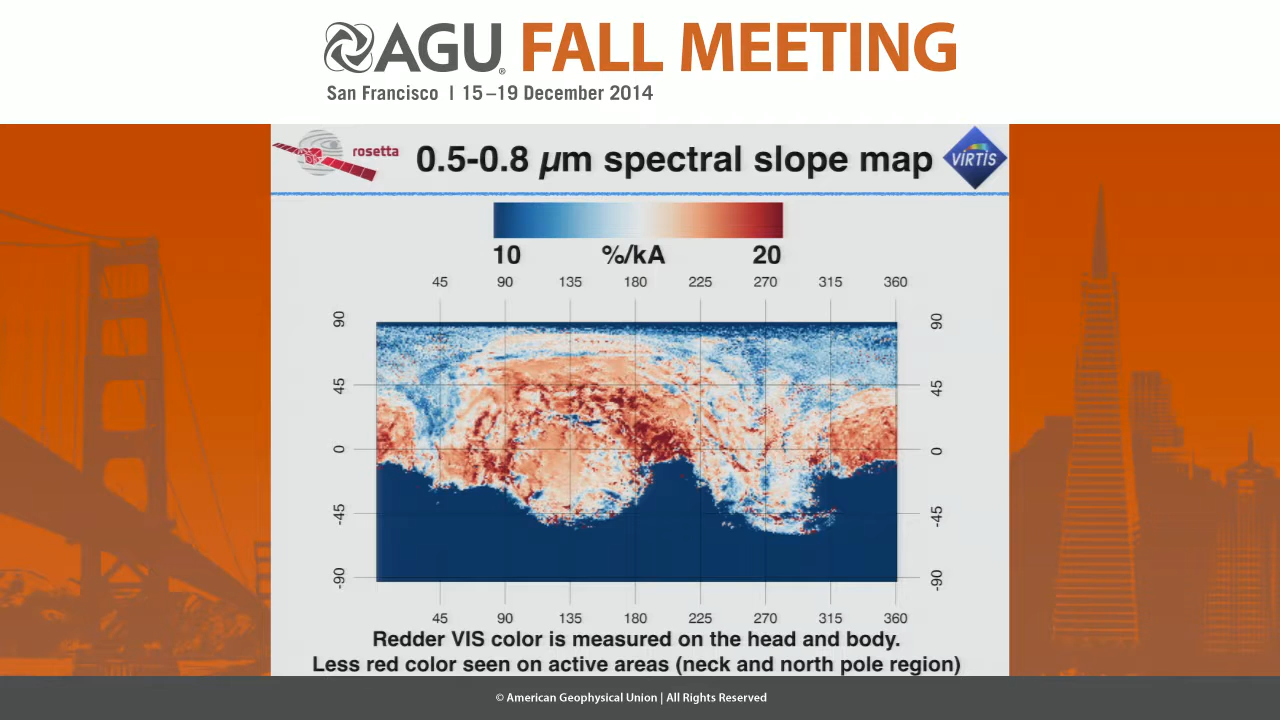 AGU® FALL MEETING
San Francisco | 15–19 December 2014
rosetta
0.5-0.8 µm spectral slope map
VIRTIS
10 %/kA 20
45 90 135 180 225 270 315 360
90 90
45 45
0 0
-45 -45
-90 -90
45 90 135 180 225 270 315 360
Redder VIS color is measured on the head and body.
Less red color seen on active areas (neck and north pole region)
© American Geophysical Union | All Rights Reserved